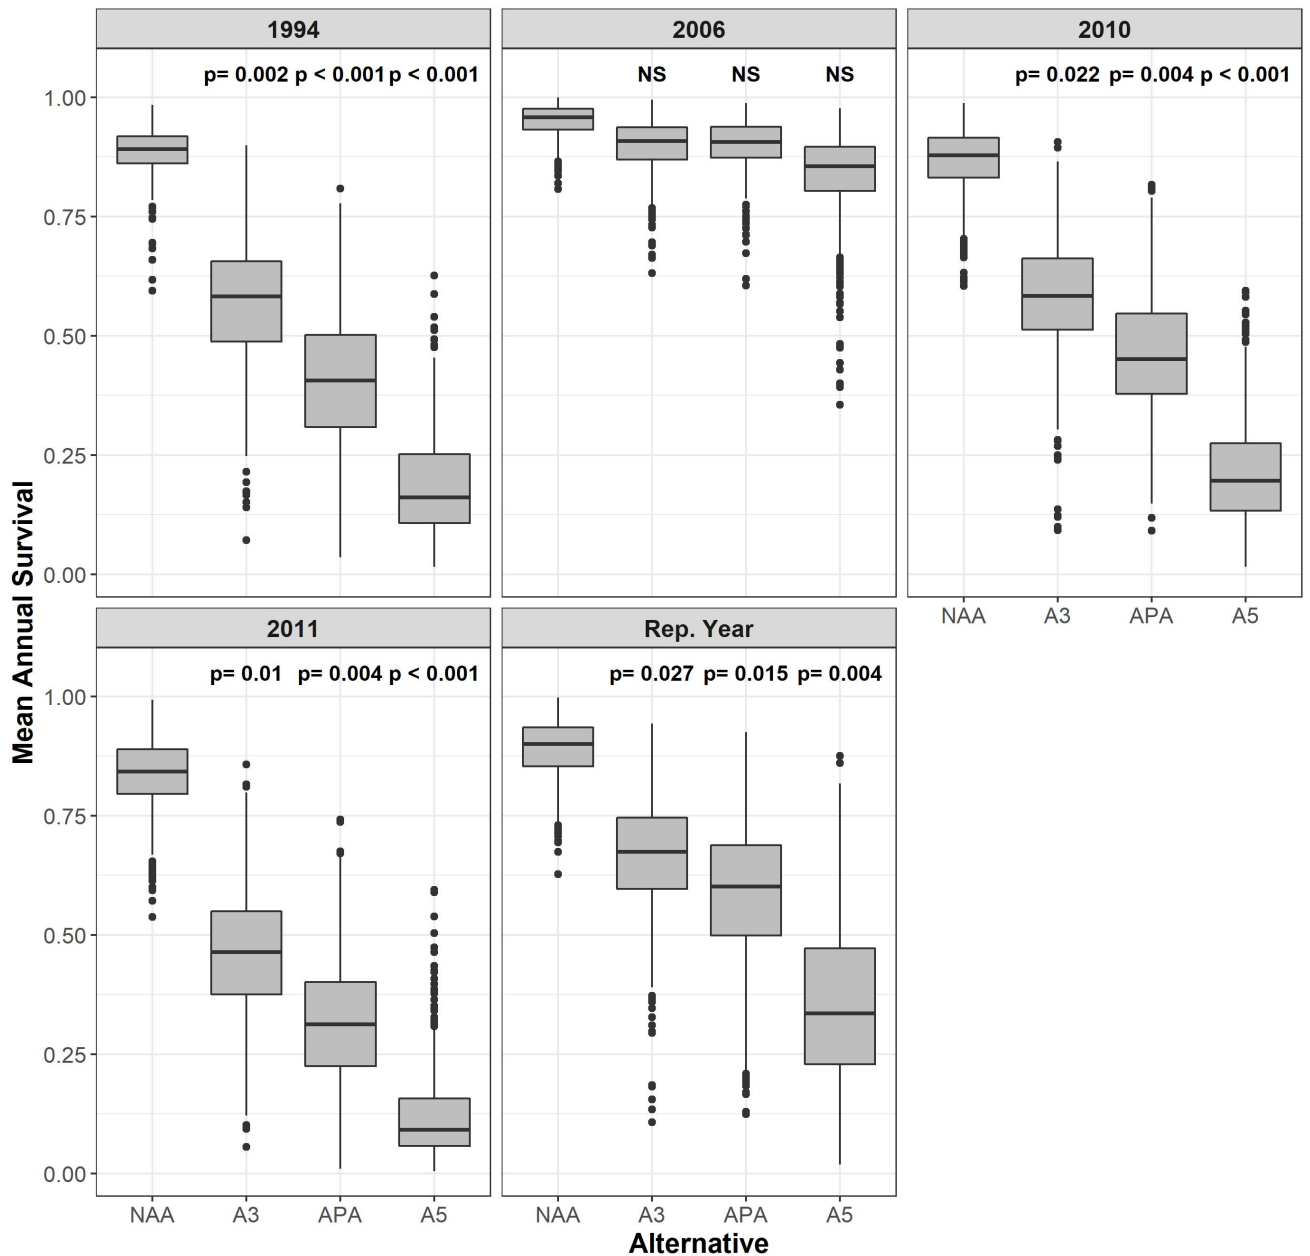 1994
2006
2010
p= 0.002 p < 0.001 p < 0.001
NS NS NS
p= 0.022 p= 0.004 p < 0.001
1.00
0.75
0.50
0.25
0.00
NAA A3 APA A5
2011
Rep. Year
p= 0.01 p= 0.004 p < 0.001
p= 0.027 p= 0.015 p= 0.004
1.00
0.75
0.50
0.25
0.00
NAA A3 APA A5
NAA A3 APA A5
Mean Annual Survival
Alternative